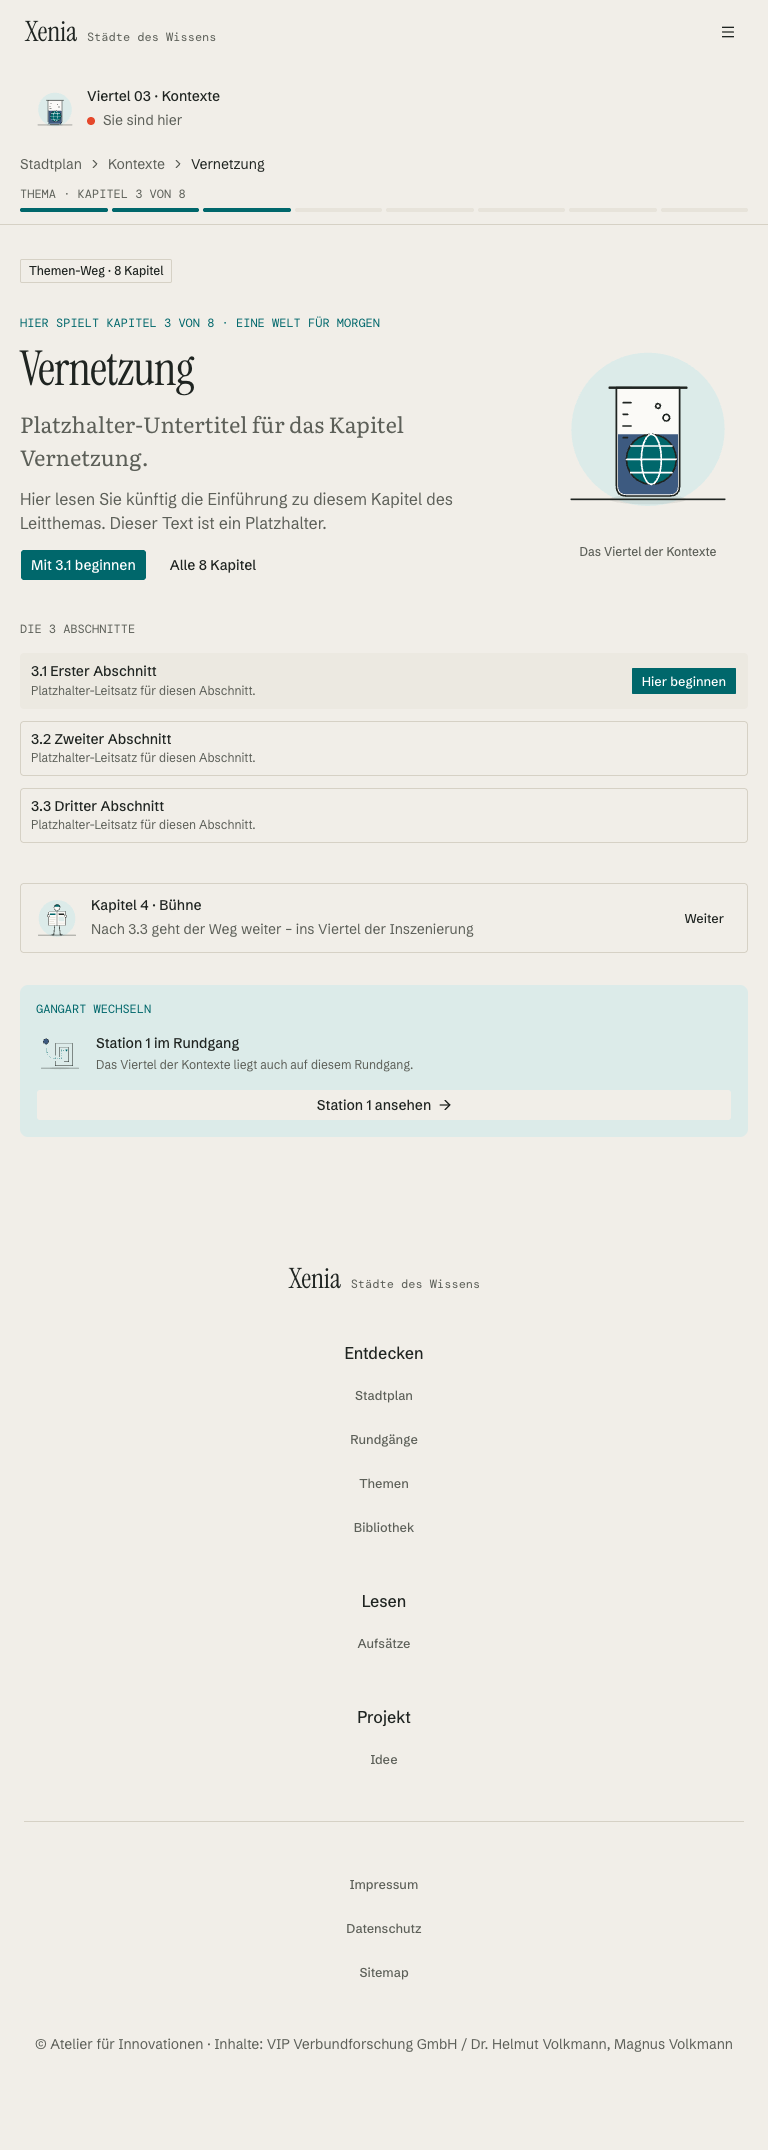 Xenia Städte des Wissens
Viertel 03 · Kontexte
Sie sind hier
Stadtplan > Kontexte > Vernetzung
THEMA · KAPITEL 3 VON 8
Themen-Weg · 8 Kapitel
HIER SPIELT KAPITEL 3 VON 8 · EINE WELT FÜR MORGEN
Vernetzung
Platzhalter-Untertitel für das Kapitel
Vernetzung.
Hier lesen Sie künftig die Einführung zu diesem Kapitel des
Leitthemas. Dieser Text ist ein Platzhalter.
Mit 3.1 beginnen
Alle 8 Kapitel
Das Viertel der Kontexte
DIE 3 ABSCHNITTE
3.1 Erster Abschnitt
Platzhalter-Leitsatz für diesen Abschnitt.
Hier beginnen
3.2 Zweiter Abschnitt
Platzhalter-Leitsatz für diesen Abschnitt.
3.3 Dritter Abschnitt
Platzhalter-Leitsatz für diesen Abschnitt.
Kapitel 4 · Bühne
Nach 3.3 geht der Weg weiter – ins Viertel der Inszenierung
Weiter
GANGART WECHSELN
Station 1 im Rundgang
Das Viertel der Kontexte liegt auch auf diesem Rundgang.
Station 1 ansehen →
Xenia Städte des Wissens
Entdecken
Stadtplan
Rundgänge
Themen
Bibliothek
Lesen
Aufsätze
Projekt
Idee
Impressum
Datenschutz
Sitemap
© Atelier für Innovationen · Inhalte: VIP Verbundforschung GmbH / Dr. Helmut Volkmann, Magnus Volkmann